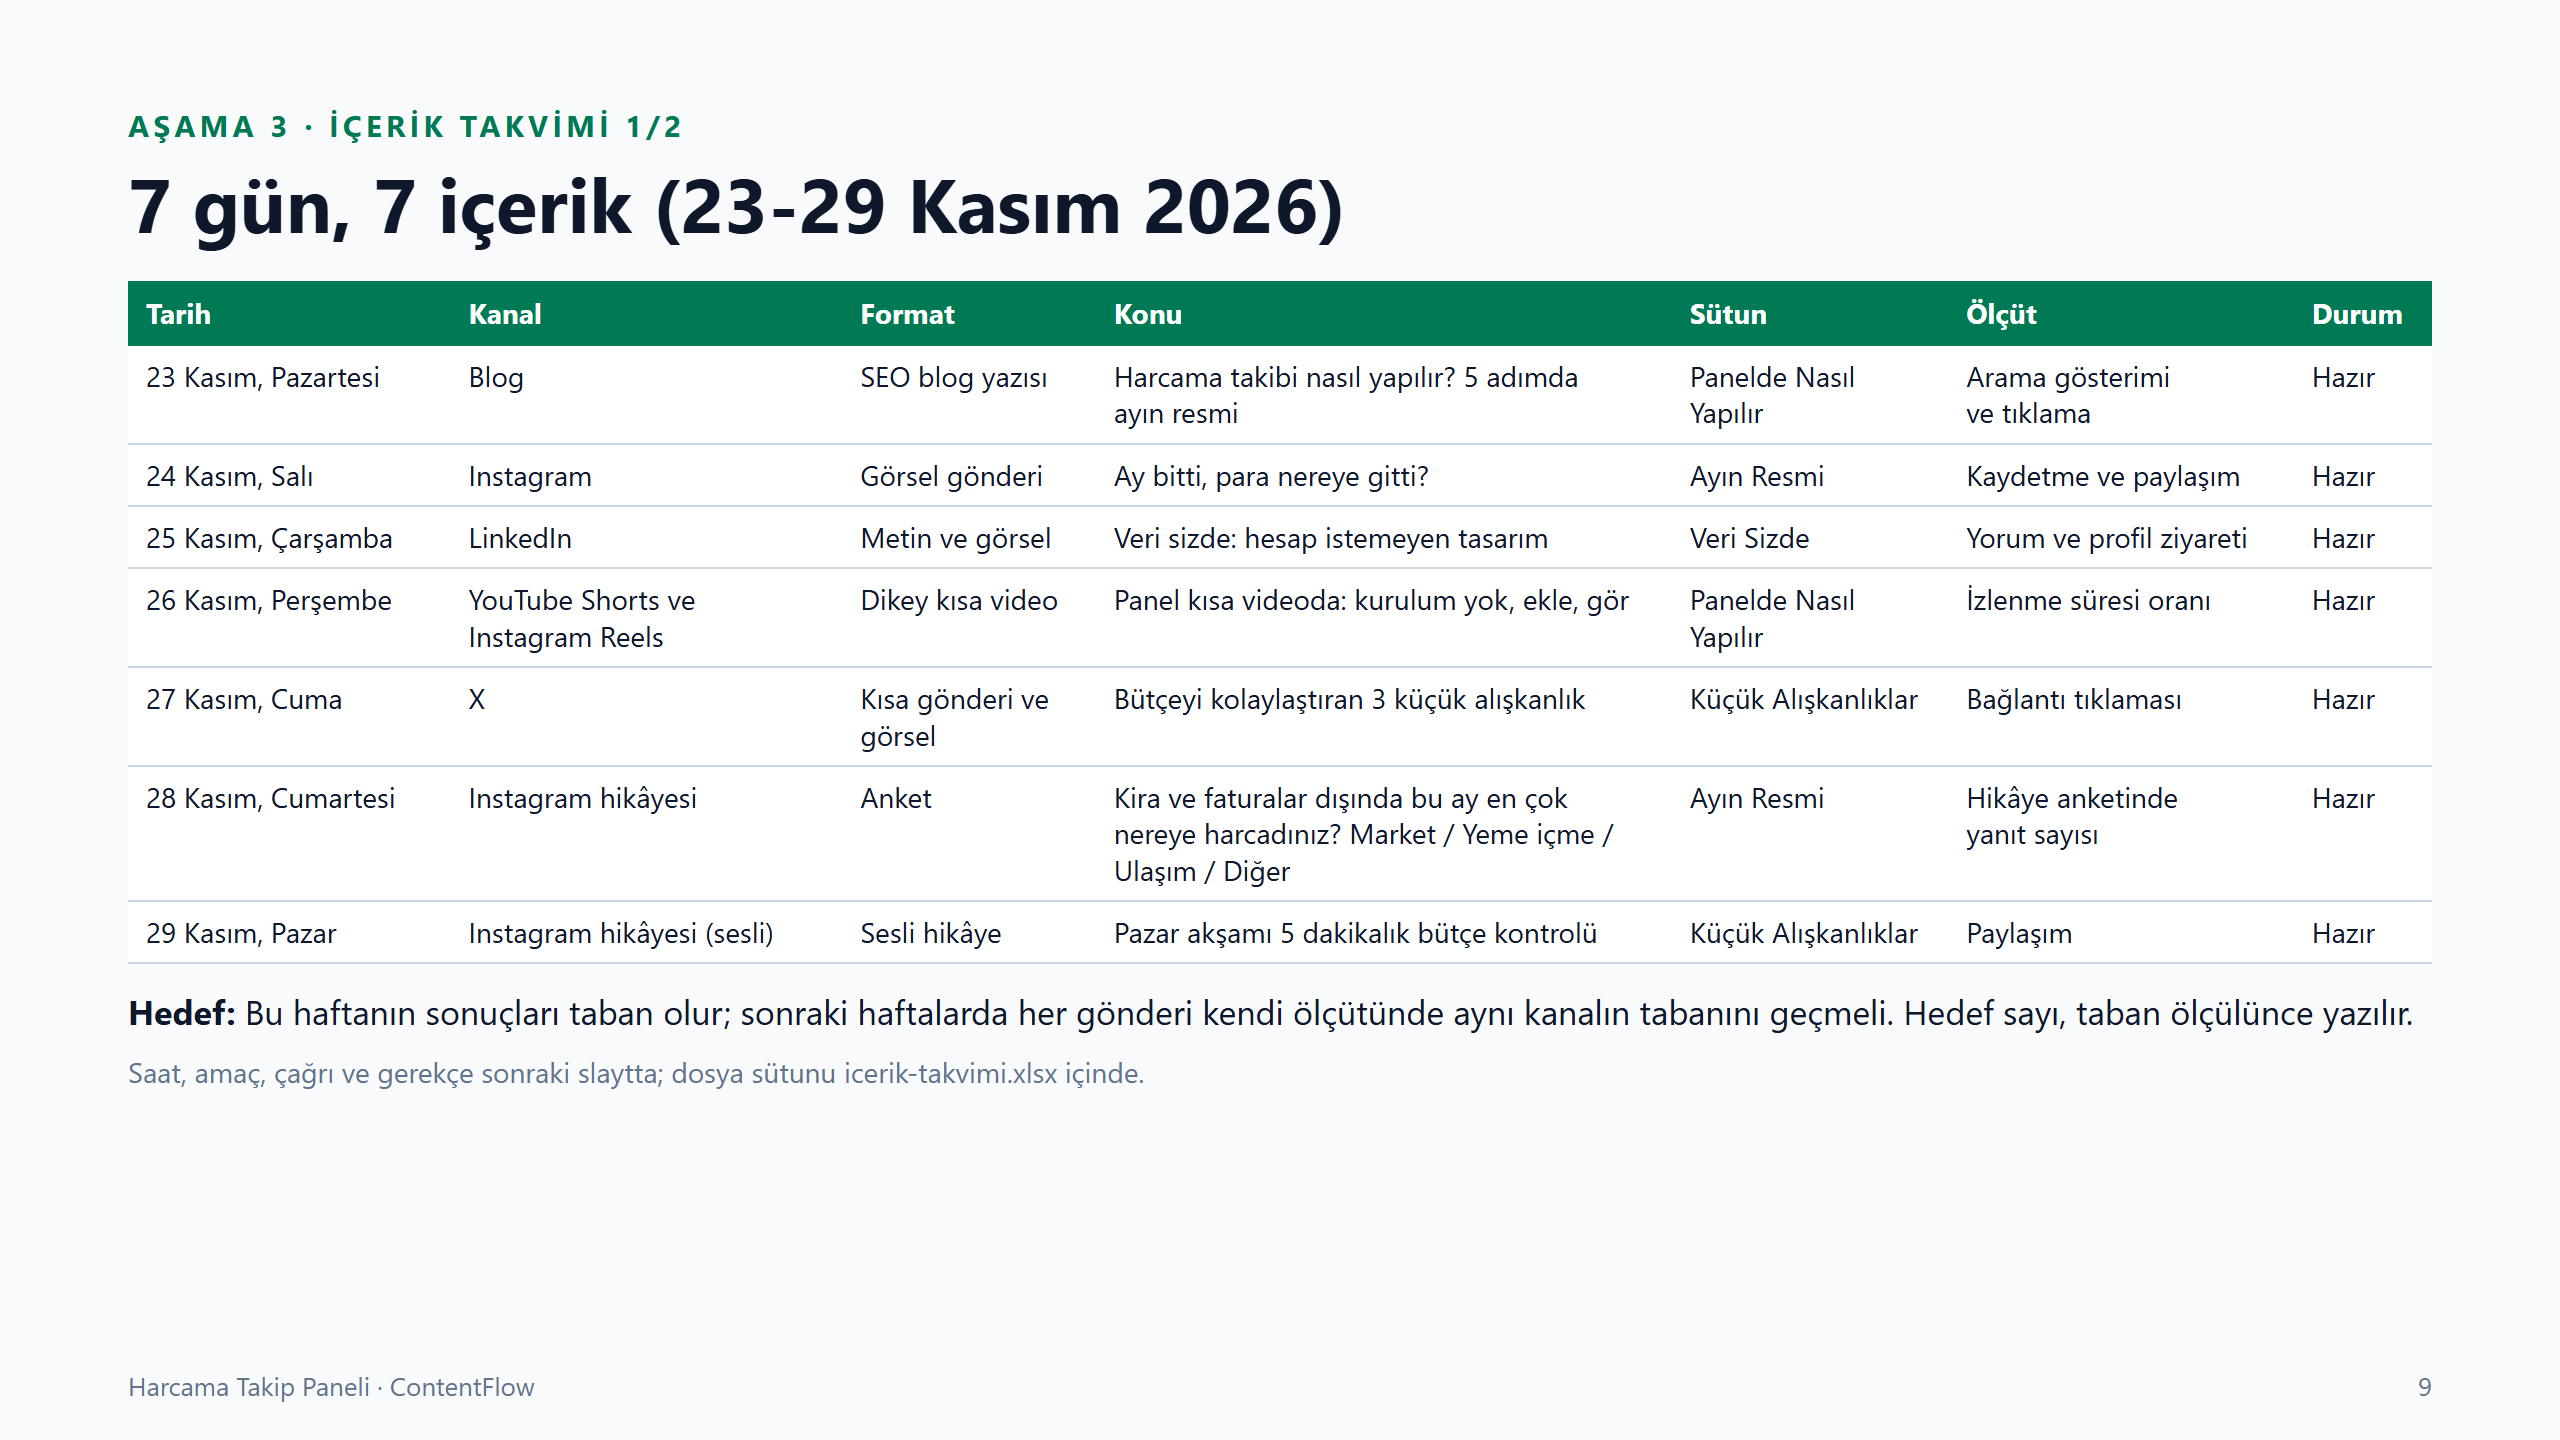 AŞAMA 3 · İÇERİK TAKVİMİ 1/2
7 gün, 7 içerik (23-29 Kasım 2026)
Tarih Kanal Format Konu Sütun Ölçüt Durum
23 Kasım, Pazartesi Blog SEO blog yazısı Harcama takibi nasıl yapılır? 5 adımda Panelde Nasıl Arama gösterimi Hazır
ayın resmi Yapılır ve tıklama
24 Kasım, Salı Instagram Görsel gönderi Ay bitti, para nereye gitti? Ayın Resmi Kaydetme ve paylaşım Hazır
25 Kasım, Çarşamba LinkedIn Metin ve görsel Veri sizde: hesap istemeyen tasarım Veri Sizde Yorum ve profil ziyareti Hazır
26 Kasım, Perşembe YouTube Shorts ve Dikey kısa video Panel kısa videoda: kurulum yok, ekle, gör Panelde Nasıl İzlenme süresi oranı Hazır
Instagram Reels Yapılır
27 Kasım, Cuma X Kısa gönderi ve Bütçeyi kolaylaştıran 3 küçük alışkanlık Küçük Alışkanlıklar Bağlantı tıklaması Hazır
görsel
28 Kasım, Cumartesi Instagram hikâyesi Anket Kira ve faturalar dışında bu ay en çok Ayın Resmi Hikâye anketinde Hazır
nereye harcadınız? Market / Yeme içme / yanıt sayısı
Ulaşım / Diğer
29 Kasım, Pazar Instagram hikâyesi (sesli) Sesli hikâye Pazar akşamı 5 dakikalık bütçe kontrolü Küçük Alışkanlıklar Paylaşım Hazır
Hedef: Bu haftanın sonuçları taban olur; sonraki haftalarda her gönderi kendi ölçütünde aynı kanalın tabanını geçmeli. Hedef sayı, taban ölçülünce yazılır.
Saat, amaç, çağrı ve gerekçe sonraki slaytta; dosya sütunu icerik-takvimi.xlsx içinde.
Harcama Takip Paneli · ContentFlow 9